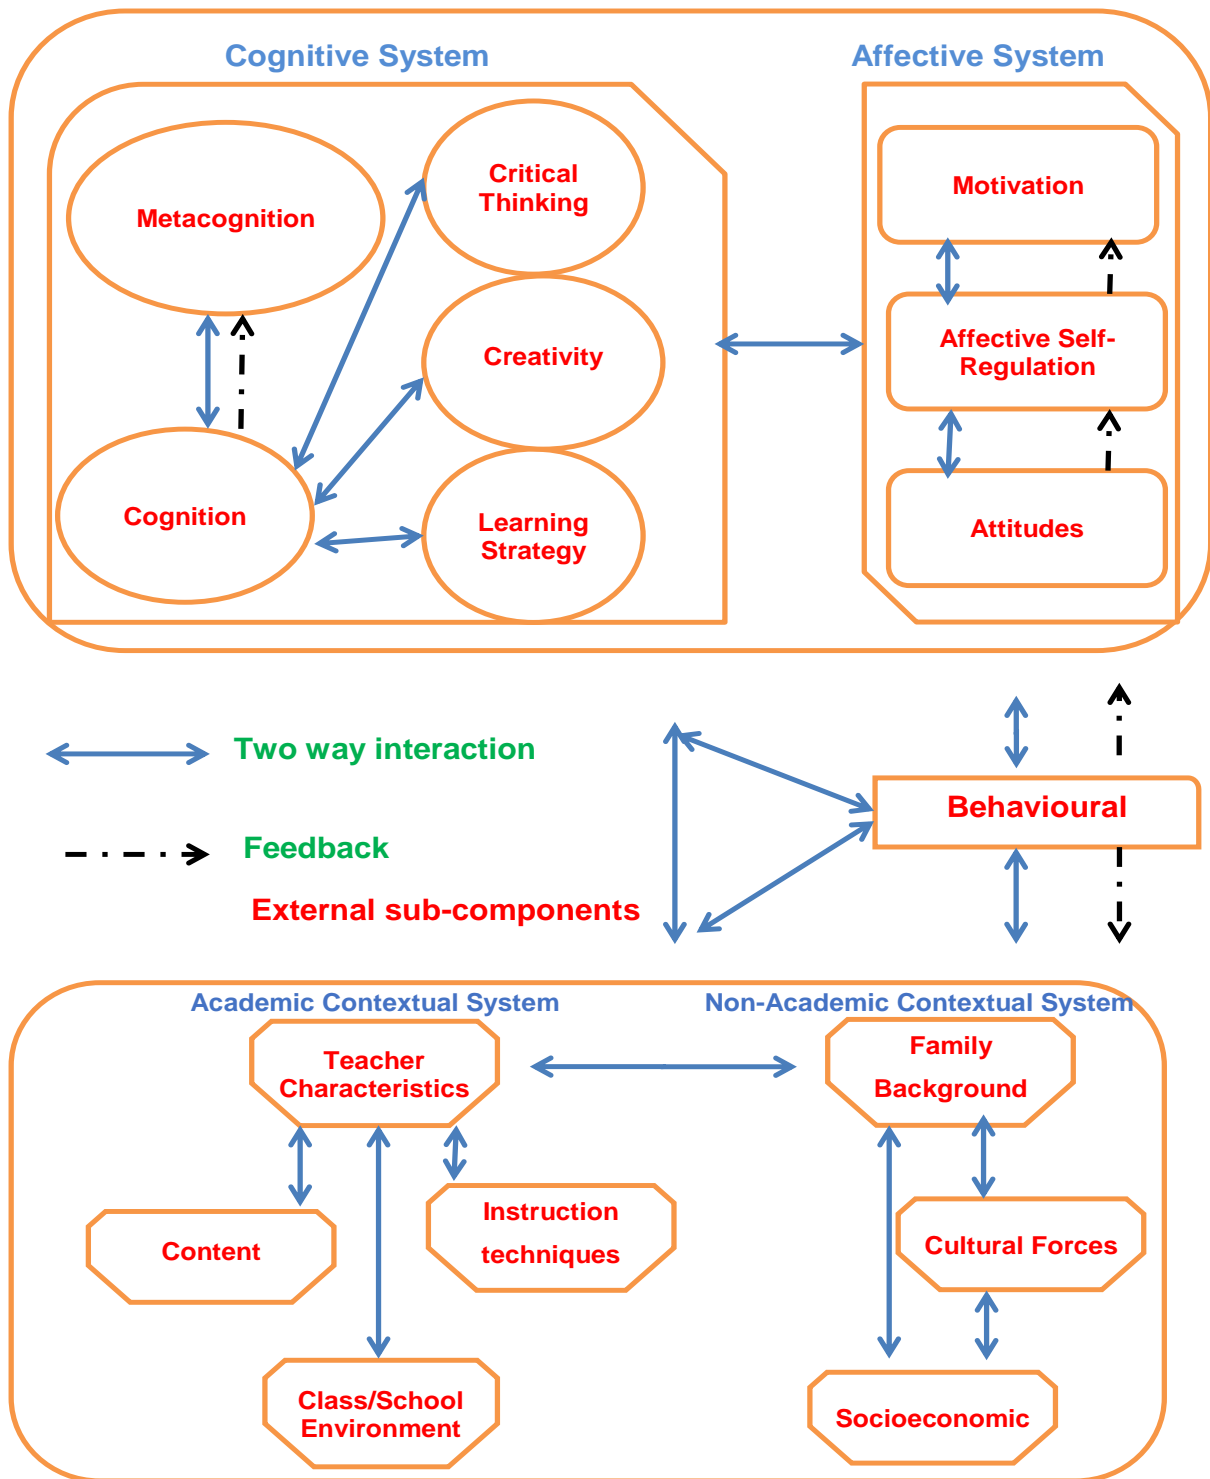 Cognitive System
Affective System
Metacognition
Critical
Thinking
Creativity
Cognition
Learning
Strategy
Motivation
Affective Self-
Regulation
Attitudes
Two way interaction
Feedback
External sub-components
Behavioural
Academic Contextual System
Non-Academic Contextual System
Teacher
Characteristics
Family
Background
Content
Instruction
techniques
Cultural Forces
Class/School
Environment
Socioeconomic